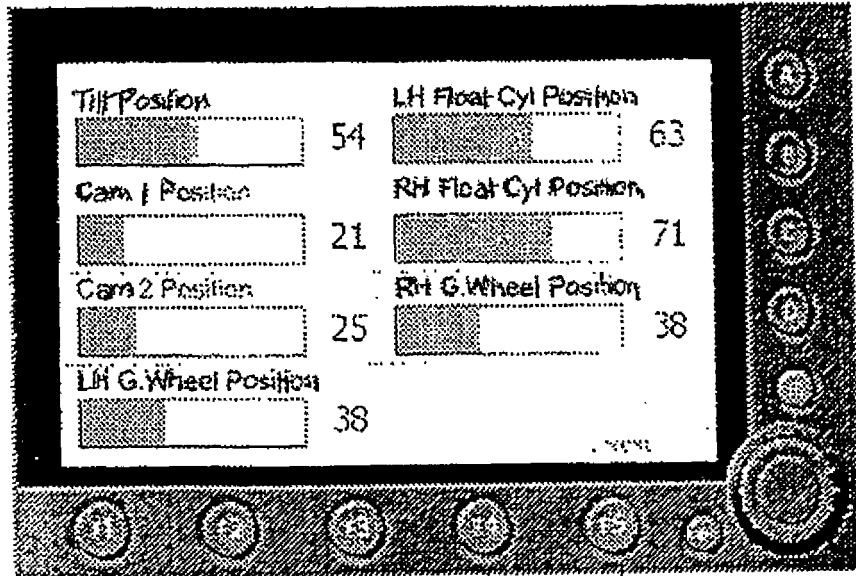 Tilt Position
54
Cam 1 Position
21
Cam 2 Position
25
LH G.Wheel Position
38
LH Float Cyl Position
63
RH Float Cyl Position
71
RH G.Wheel Position
38